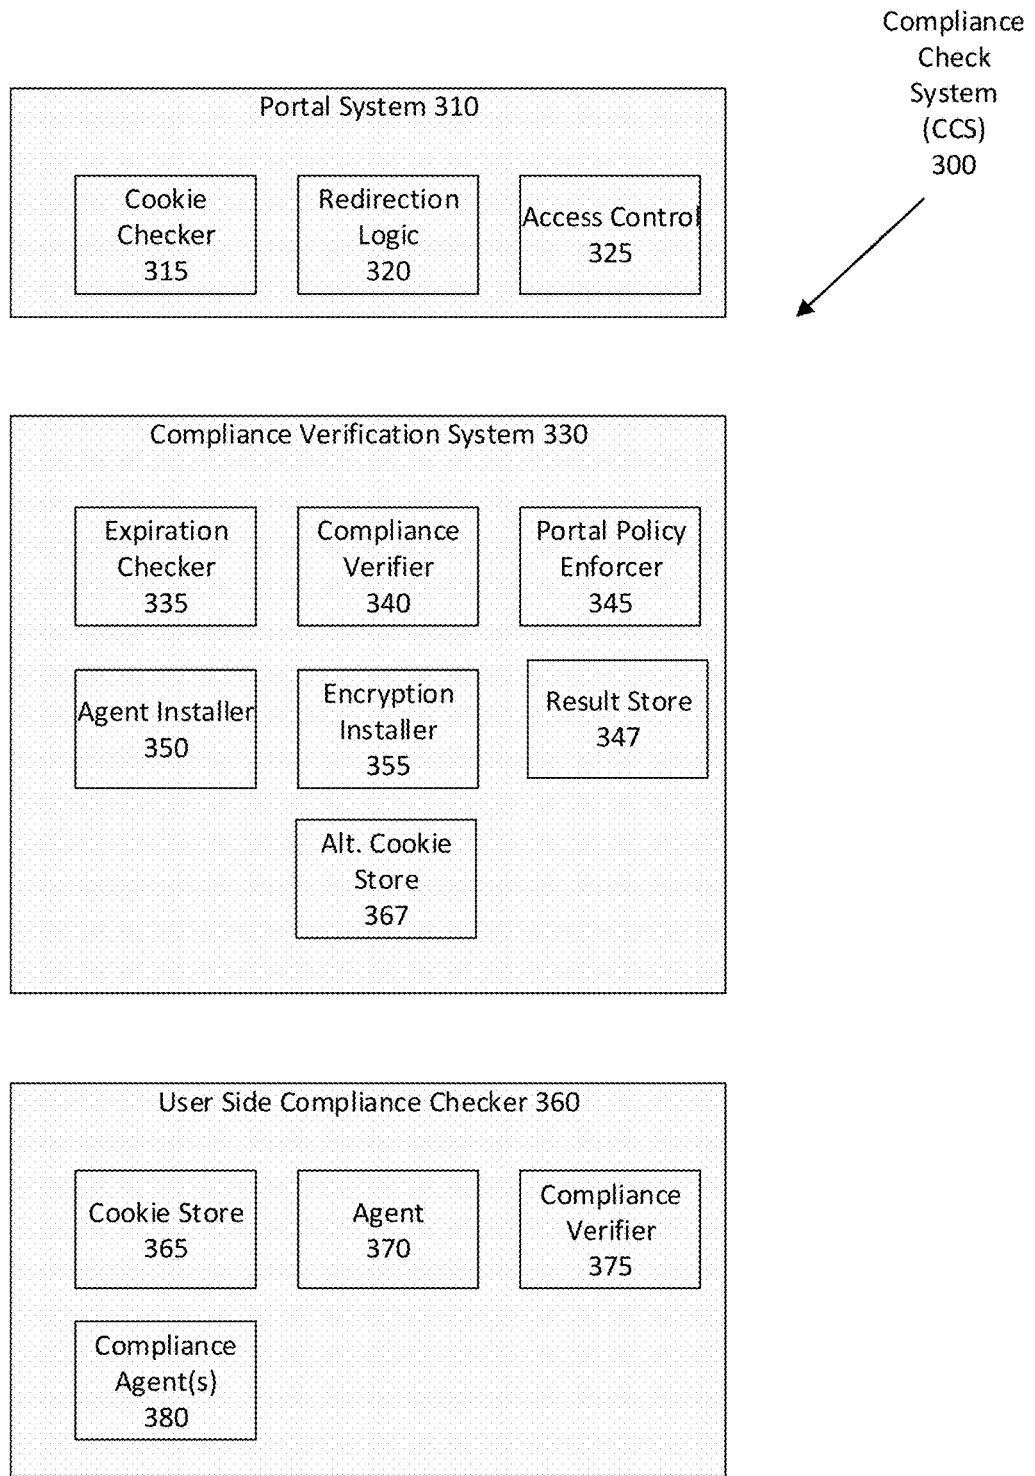 Compliance
Check
System
(CCS)
300
Portal System 310
Cookie
Checker
315
Redirection
Logic
320
Access Control
325
Compliance Verification System 330
Expiration
Checker
335
Compliance
Verifier
340
Portal Policy
Enforcer
345
Agent Installer
350
Encryption
Installer
355
Result Store
347
Alt. Cookie
Store
367
User Side Compliance Checker 360
Cookie Store
365
Agent
370
Compliance
Verifier
375
Compliance
Agent(s)
380